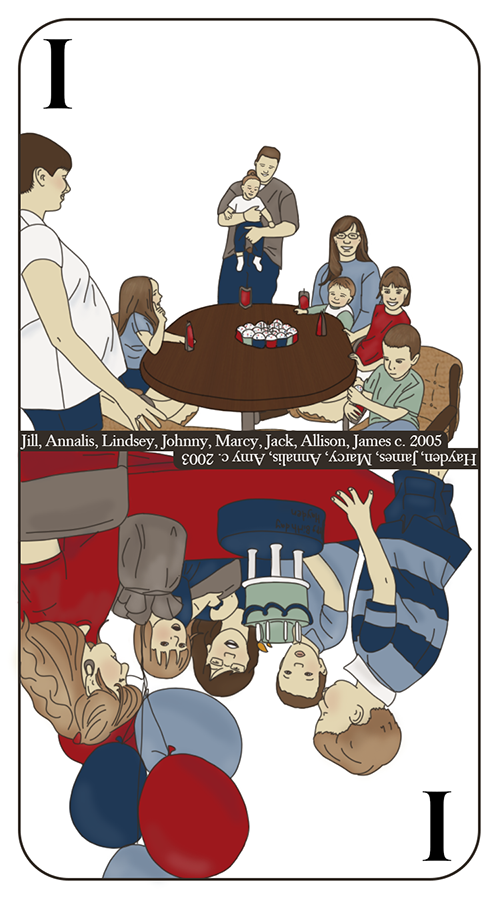 I
Jill, Annalis, Lindsey, Johnny, Marcy, Jack, Allison, James c. 2005
Hayden, James, Marcy, Annalis, Amy c. 2003
I